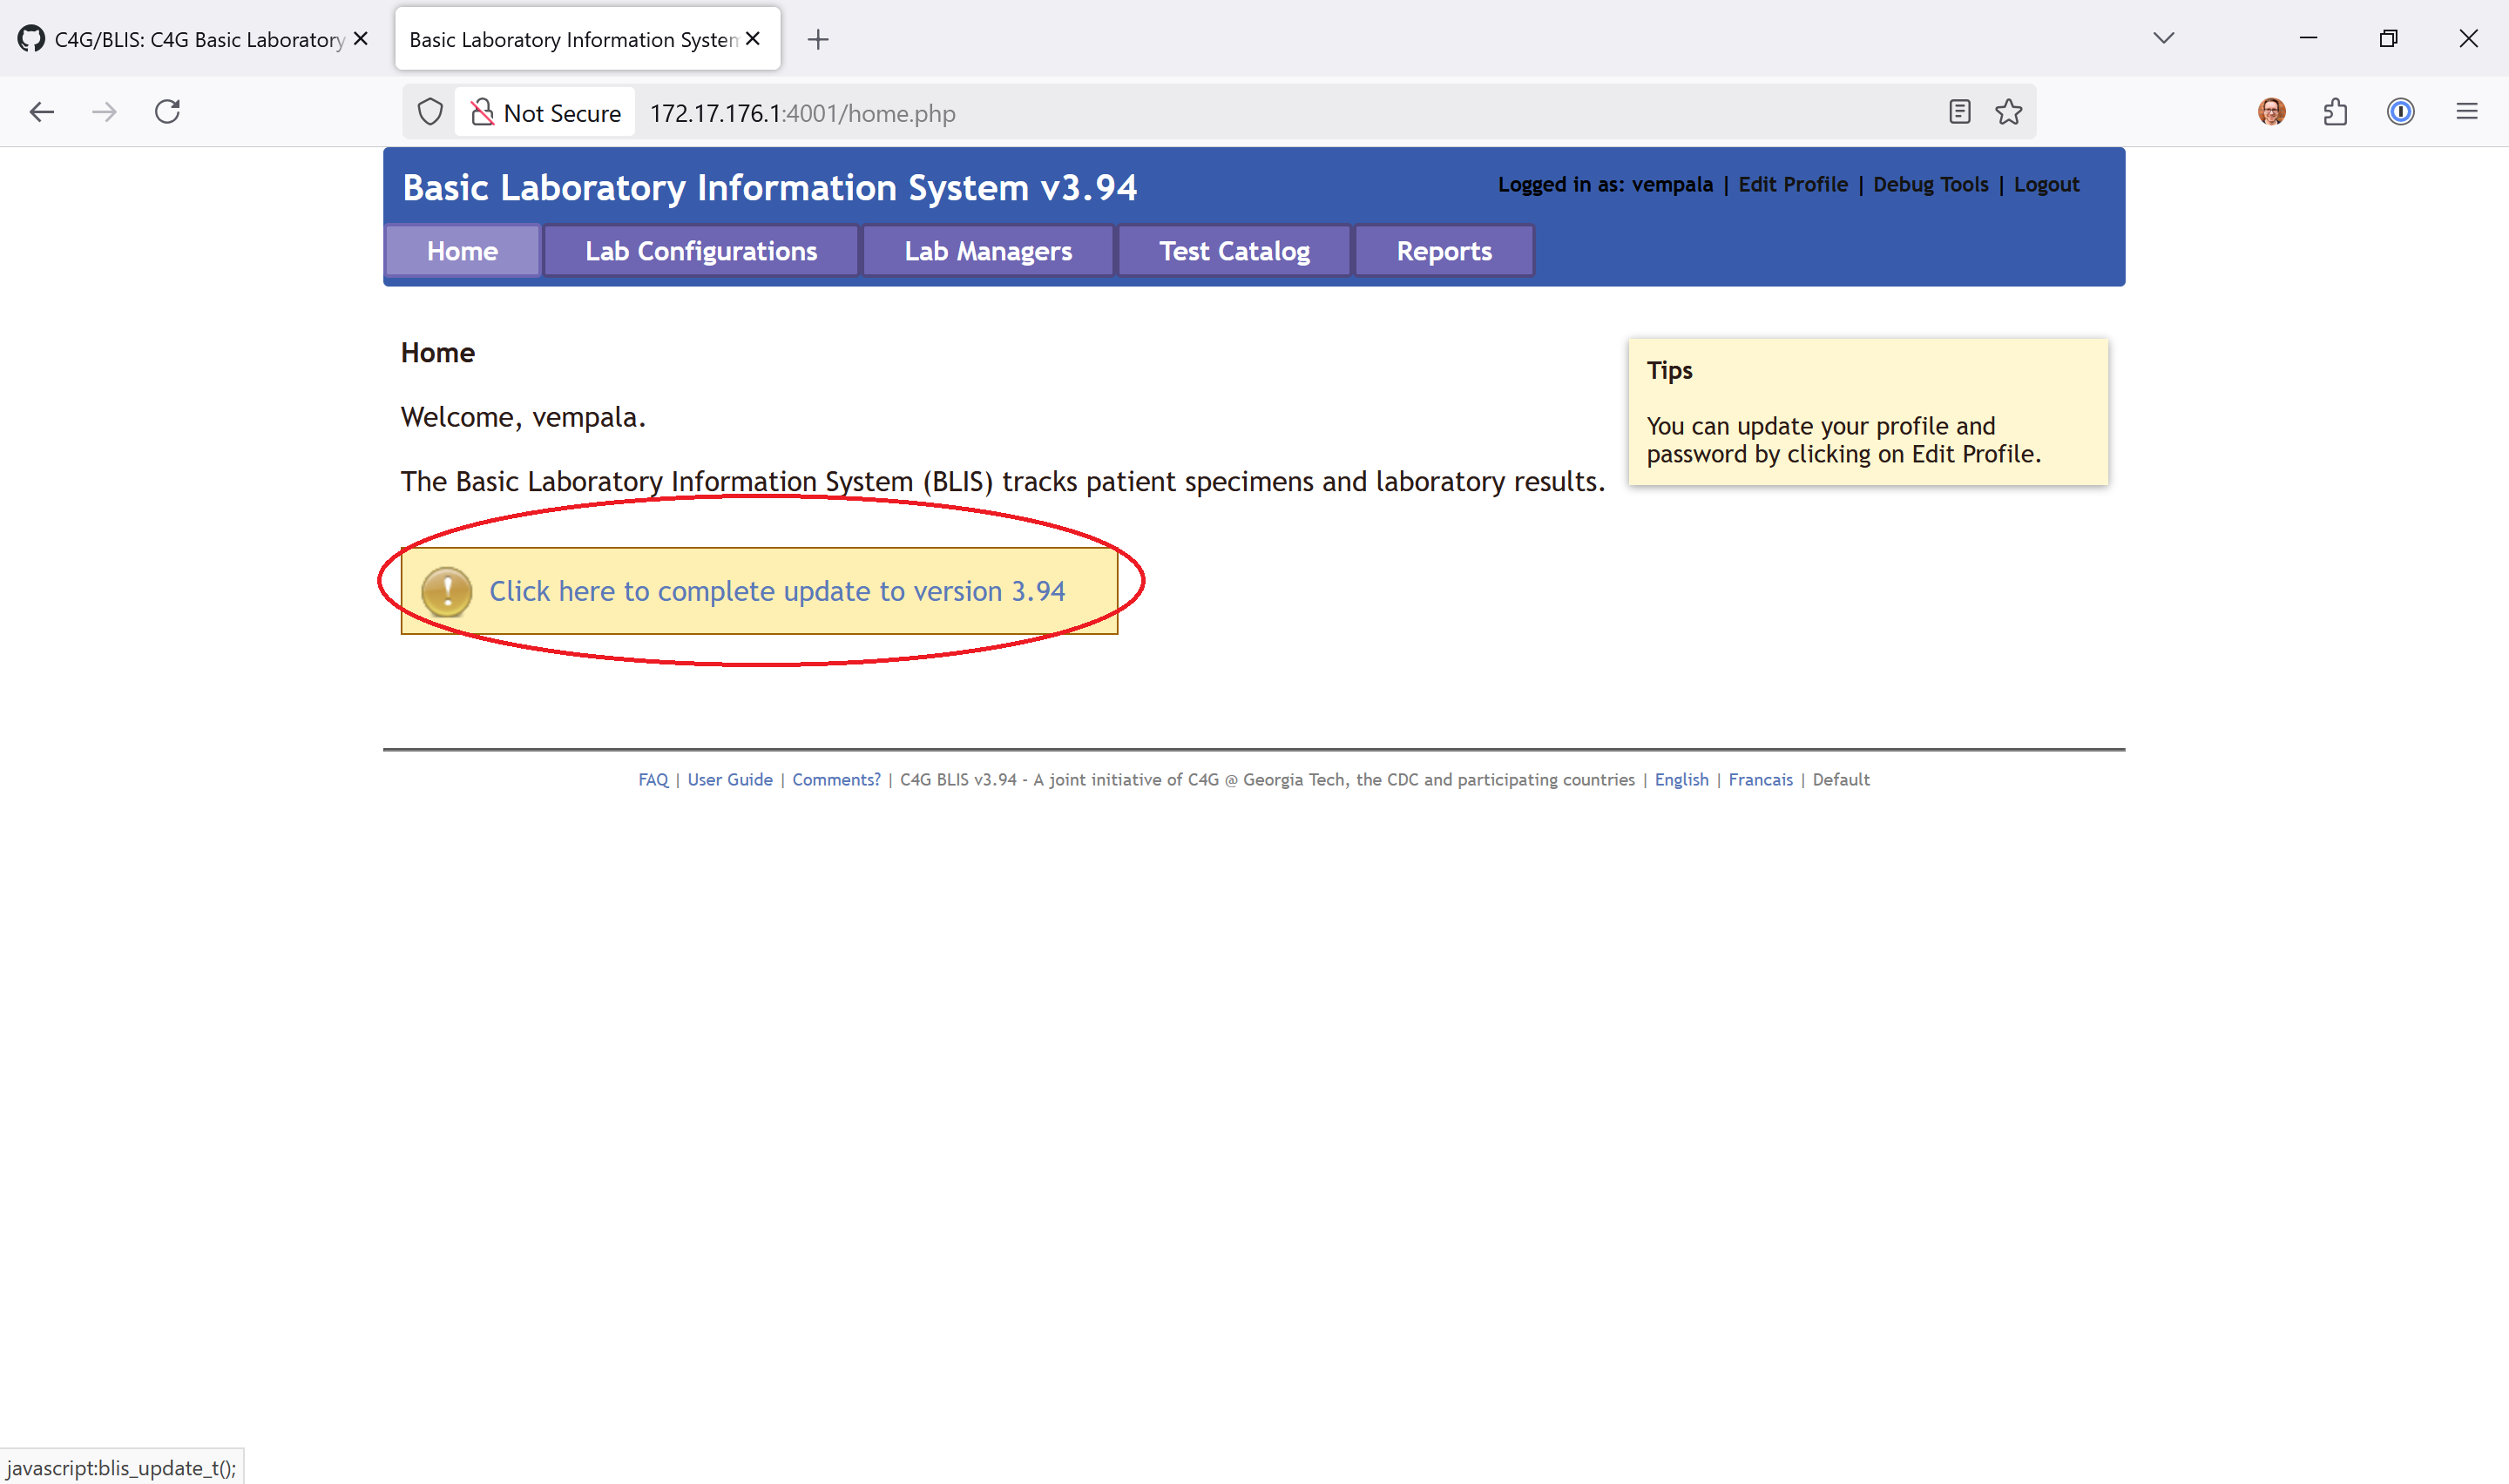 C4G/BLIS: C4G Basic Laboratory
Basic Laboratory Information System
Not Secure
172.17.176.1:4001/home.php
Basic Laboratory Information System v3.94
Logged in as: vempala | Edit Profile | Debug Tools | Logout
Home
Lab Configurations
Lab Managers
Test Catalog
Reports
Home
Welcome, vempala.
The Basic Laboratory Information System (BLIS) tracks patient specimens and laboratory results.
Tips
You can update your profile and
password by clicking on Edit Profile.
Click here to complete update to version 3.94
FAQ | User Guide | Comments? | C4G BLIS v3.94 - A joint initiative of C4G @ Georgia Tech, the CDC and participating countries | English | Francais | Default
javascript:blis_update_t();